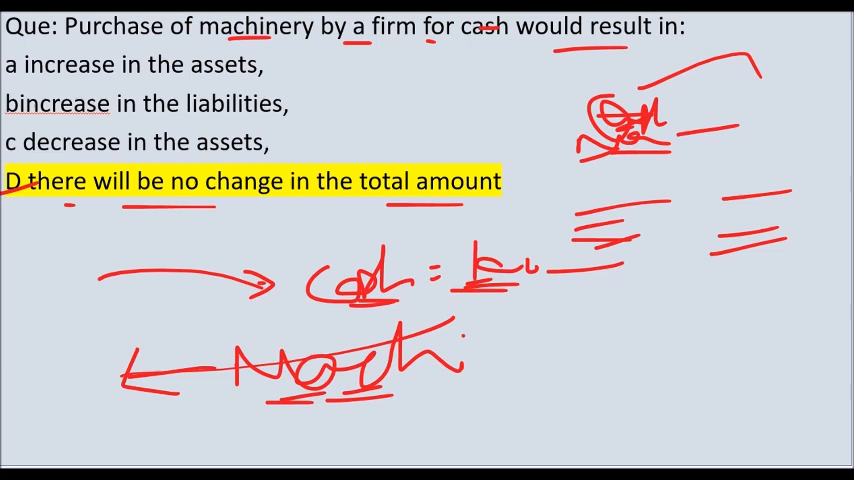 Que: Purchase of machinery by a firm for cash would result in:
a increase in the assets,
bincrease in the liabilities,
c decrease in the assets,
D there will be no change in the total amount
Cash =